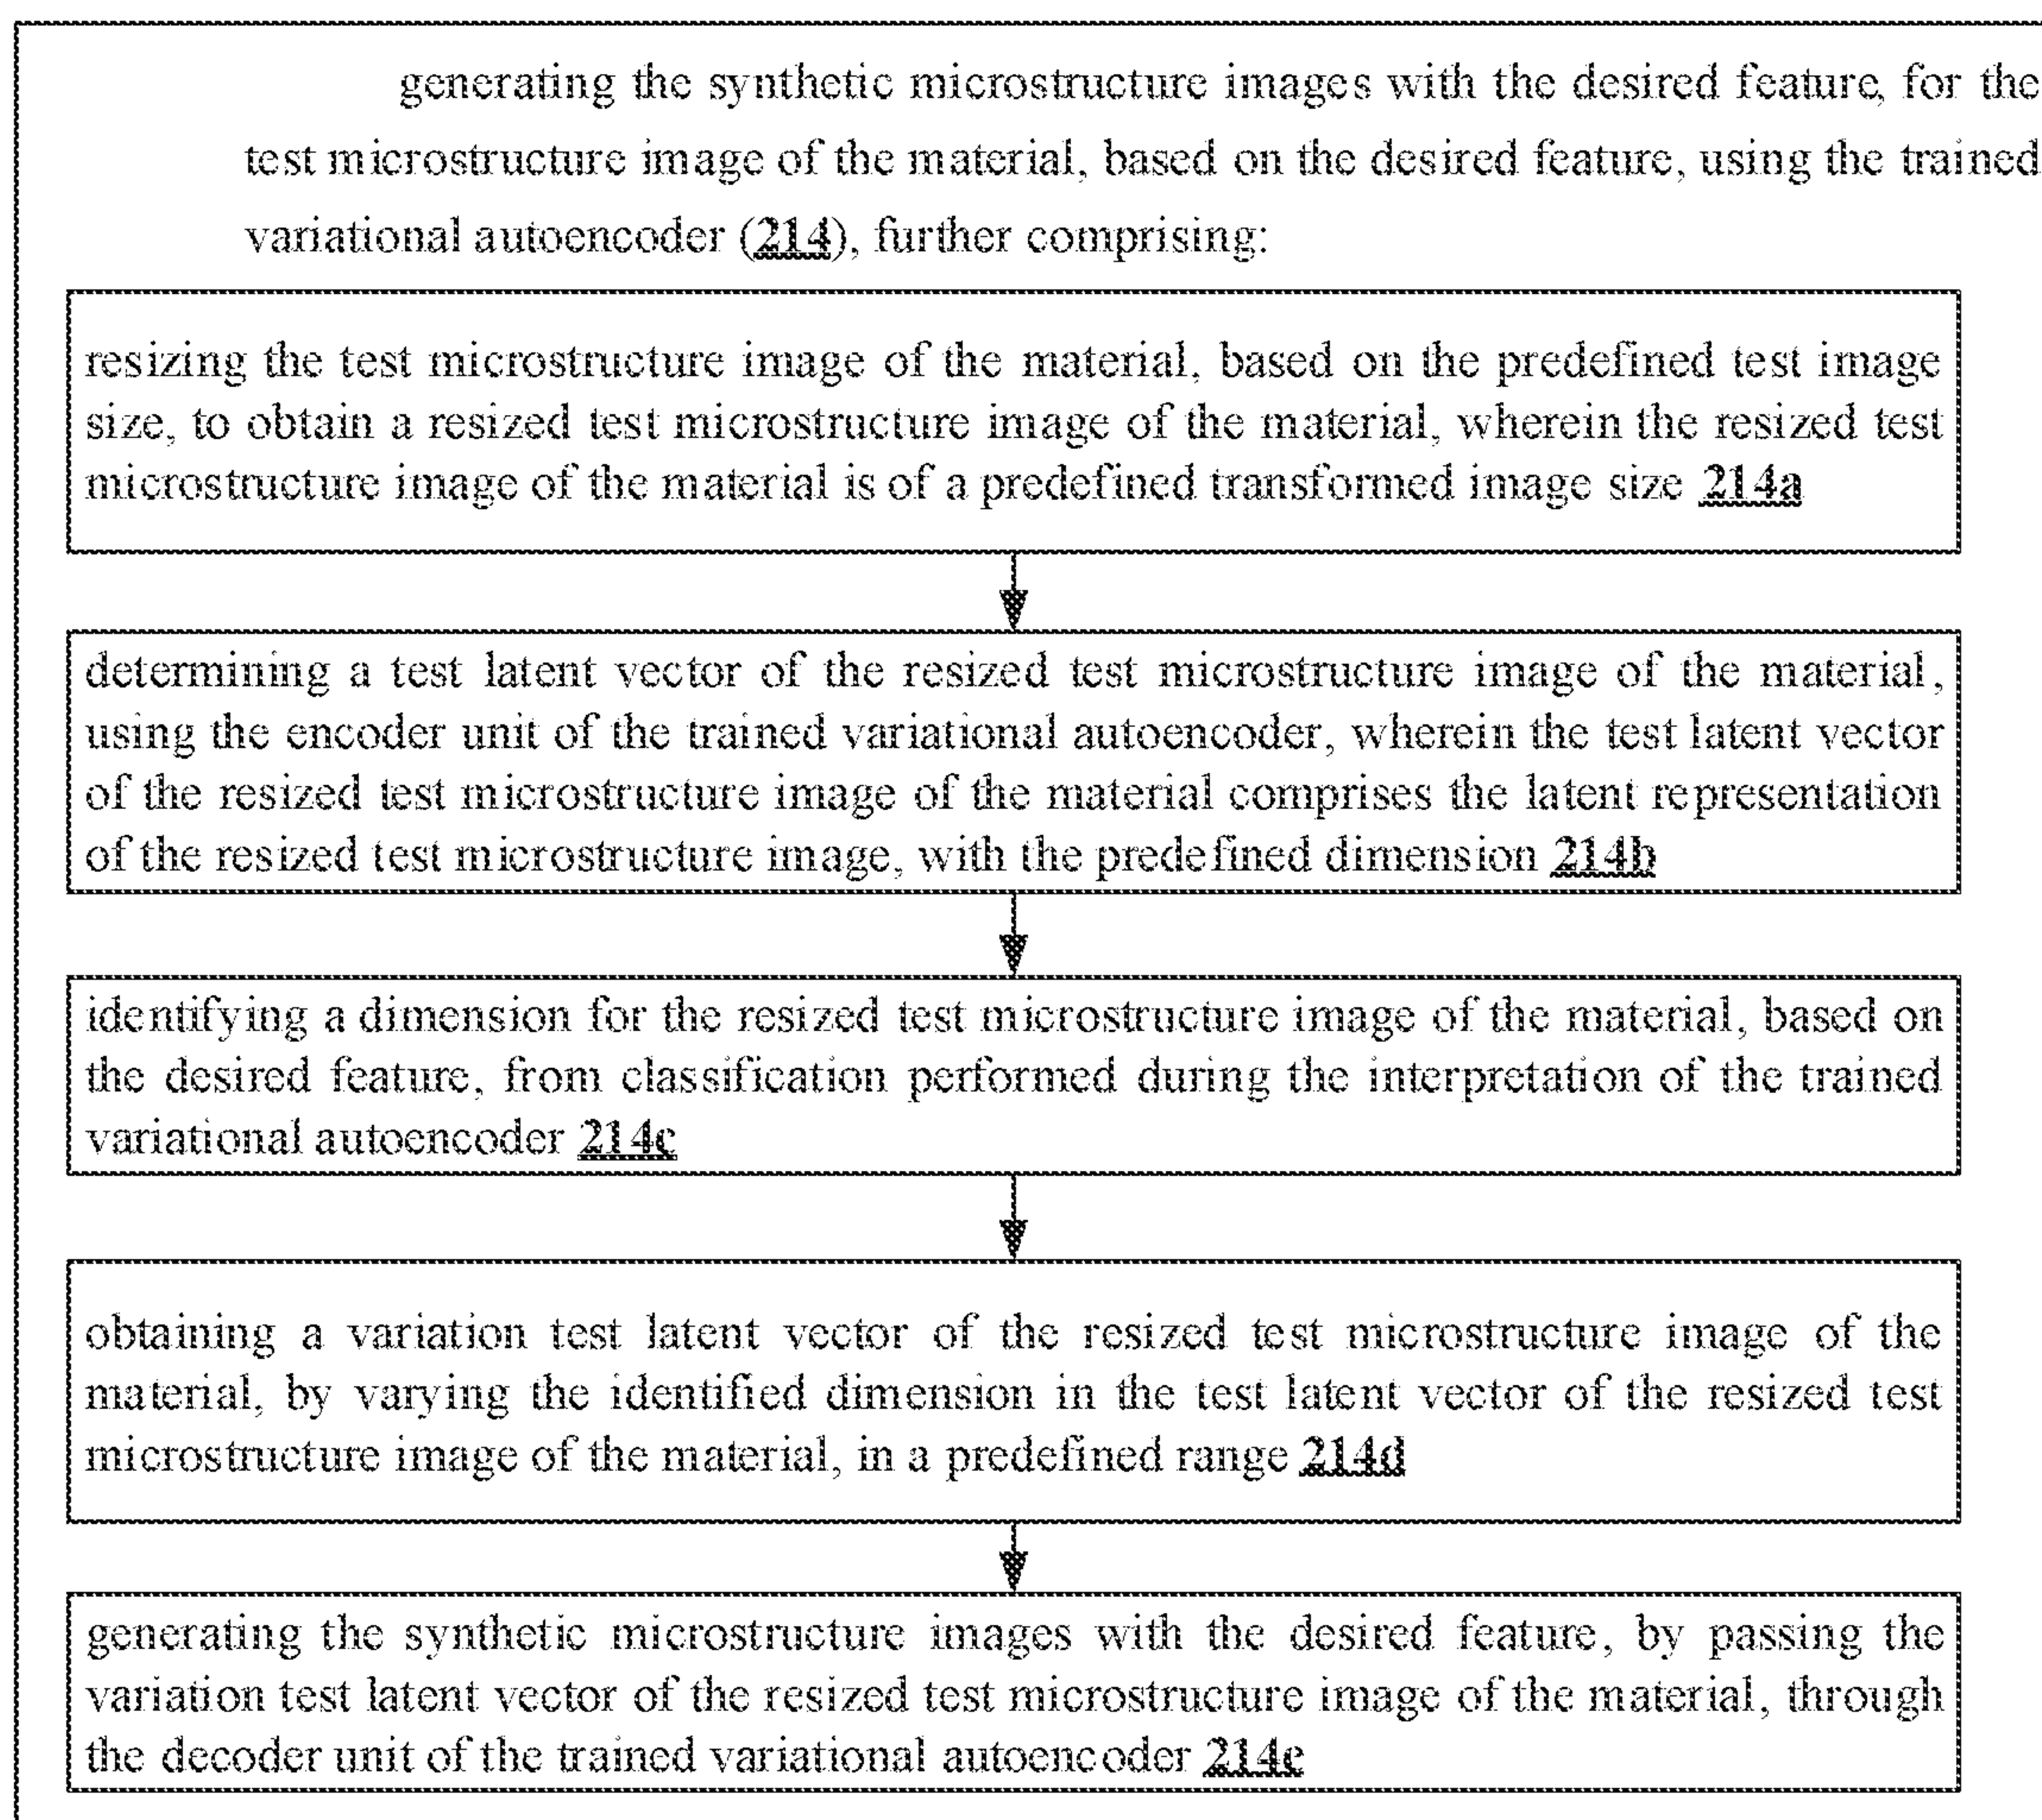 generating the synthetic microstructure images with the desired feature, for the
test microstructure image of the material, based on the desired feature, using the trained
variational autoencoder (214), further comprising:
resizing the test microstructure image of the material, based on the predefined test image
size, to obtain a resized test microstructure image of the material, wherein the resized test
microstructure image of the material is of a predefined transformed image size 214a
determining a test latent vector of the resized test microstructure image of the material,
using the encoder unit of the trained variational autoencoder, wherein the test latent vector
of the resized test microstructure image of the material comprises the latent representation
of the resized test microstructure image, with the predefined dimension 214b
identifying a dimension for the resized test microstructure image of the material, based on
the desired feature, from classification performed during the interpretation of the trained
variational autoencoder 214c
obtaining a variation test latent vector of the resized test microstructure image of the
material, by varying the identified dimension in the test latent vector of the resized test
microstructure image of the material, in a predefined range 214d
generating the synthetic microstructure images with the desired feature, by passing the
variation test latent vector of the resized test microstructure image of the material, through
the decoder unit of the trained variational autoencoder 214e